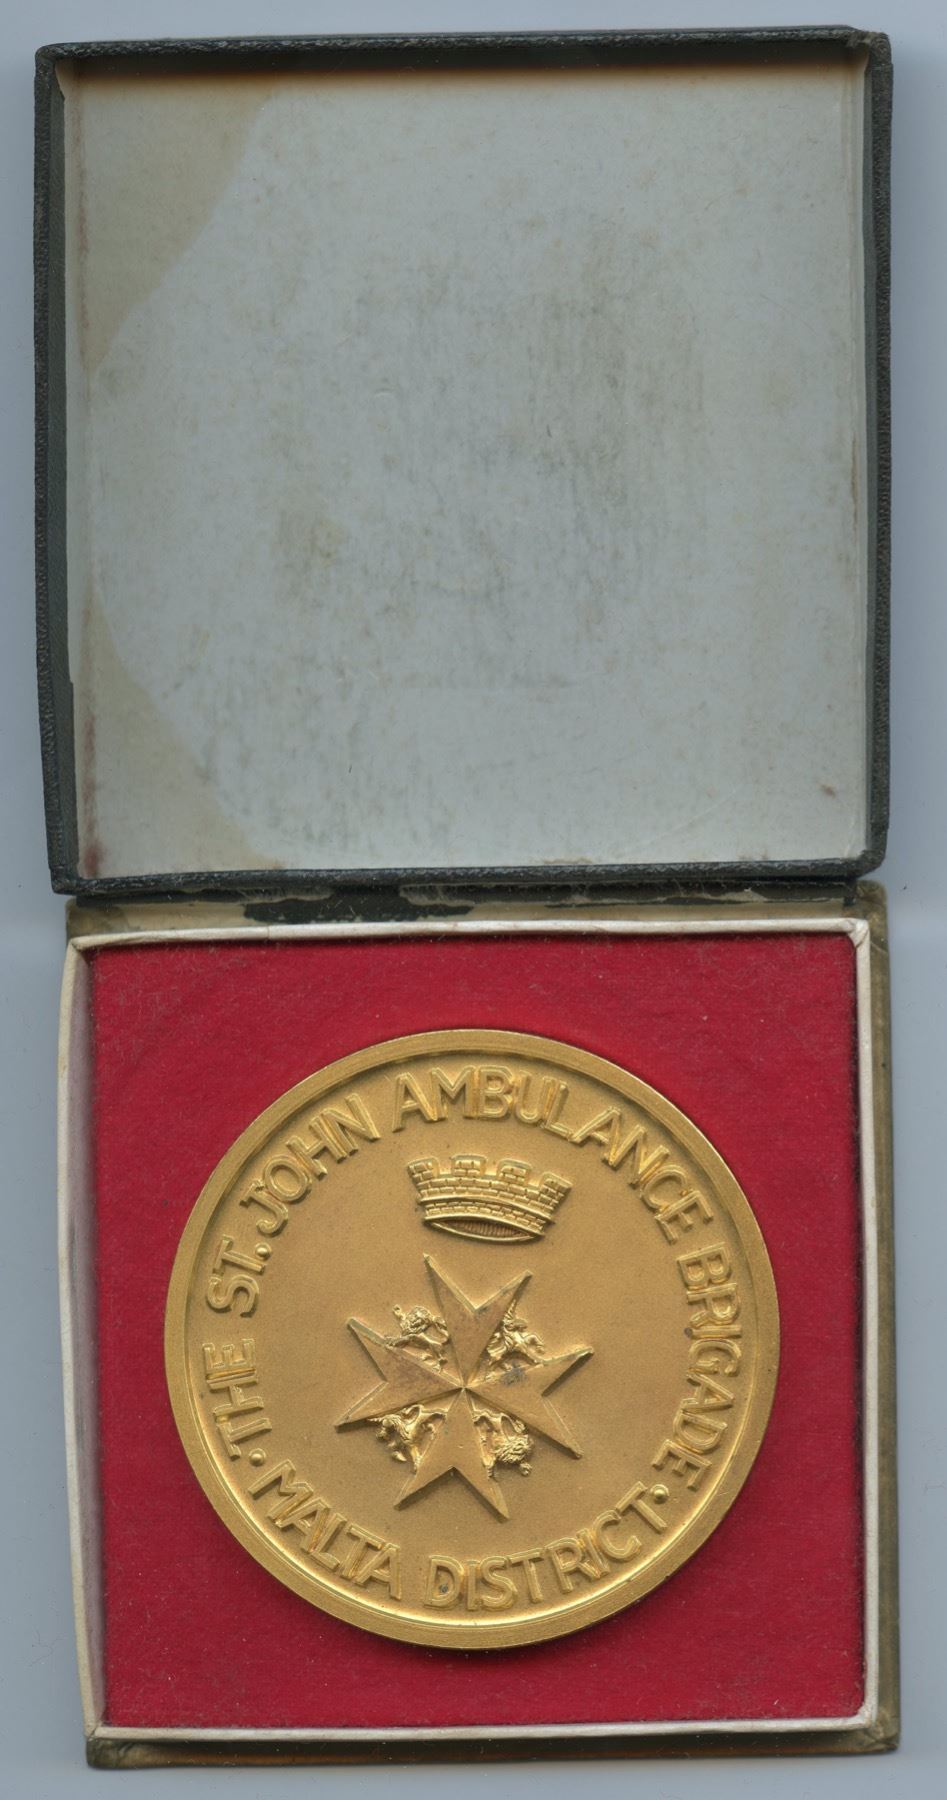 THE ST. JOHN AMBULANCE BRIGADE
· MALTA DISTRICT ·